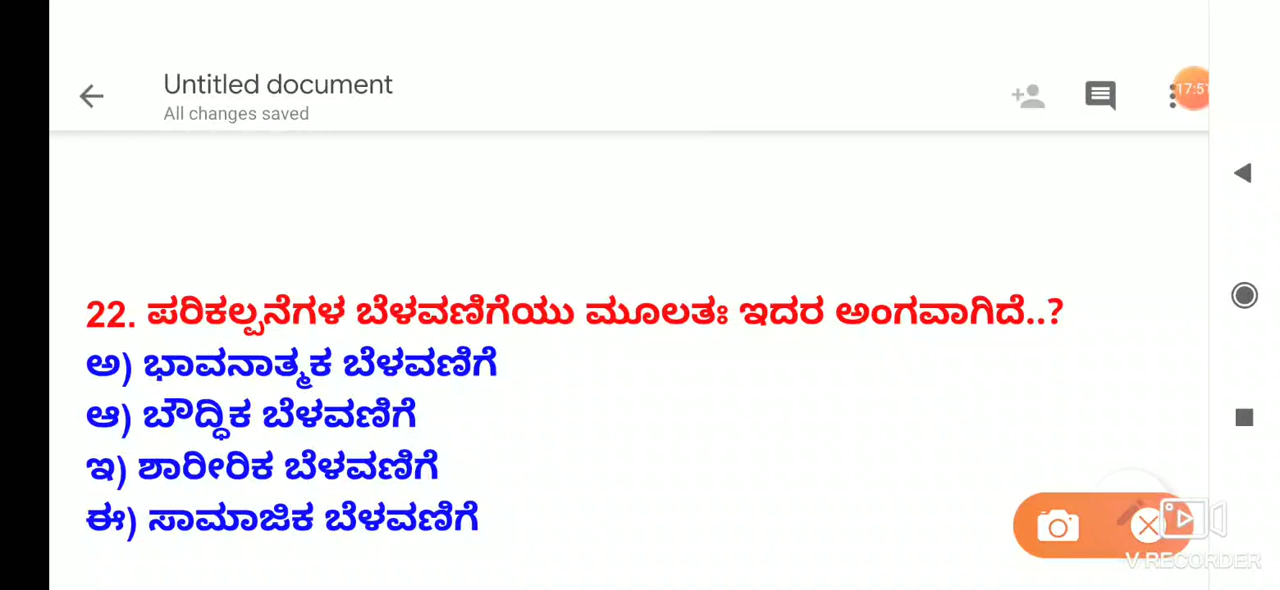 Untitled document
All changes saved
17:51
22. ಪರಿಕಲ್ಪನೆಗಳ ಬೆಳವಣಿಗೆಯು ಮೂಲತಃ ಇದರ ಅಂಗವಾಗಿದೆ..?
ಅ) ಭಾವನಾತ್ಮಕ ಬೆಳವಣಿಗೆ
ಆ) ಬೌದ್ಧಿಕ ಬೆಳವಣಿಗೆ
ಇ) ಶಾರೀರಿಕ ಬೆಳವಣಿಗೆ
ಈ) ಸಾಮಾಜಿಕ ಬೆಳವಣಿಗೆ
V RECORDER